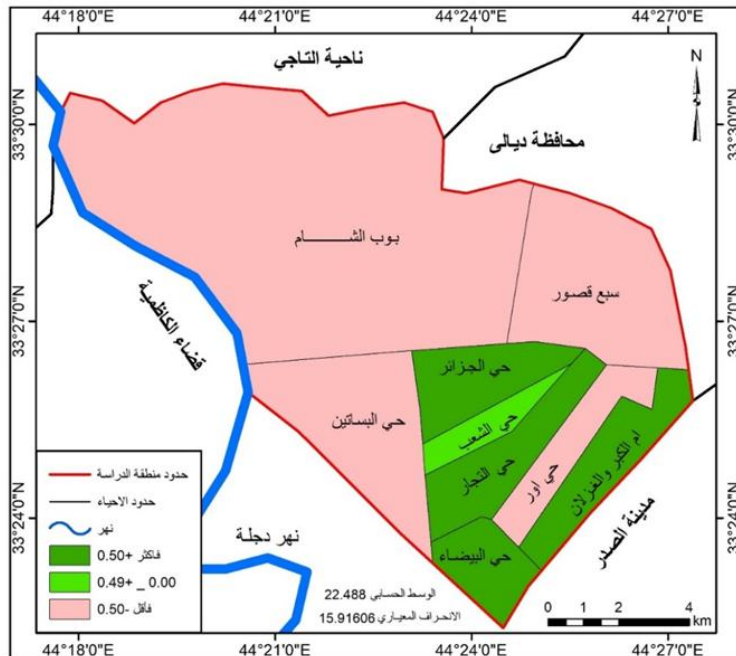 44°18'0"E 44°21'0"E 44°24'0"E 44°27'0"E
ناحية التاجي
N
33°30'0"N
33°30'0"N
محافظة ديالى
بوب الشـــــــام
سبع قصور
33°27'0"N
33°27'0"N
قضاء الكاظمية
حي الجزائر
حي البساتين
حي الشعب
ام الكبر والغزلان
حي التجار
حي اور
حدود منطقة الدراسة
حدود الاحياء
نهر
فاكثر +0.50
0.49+ _ 0.00
فأقل -0.50
33°24'0"N
33°24'0"N
مدينة الصدر
نهر دجلة
حي البيضاء
الوسط الحسابي 22.488
الانحراف المعياري 15.91606
0 1 2 4
km
44°18'0"E 44°21'0"E 44°24'0"E 44°27'0"E